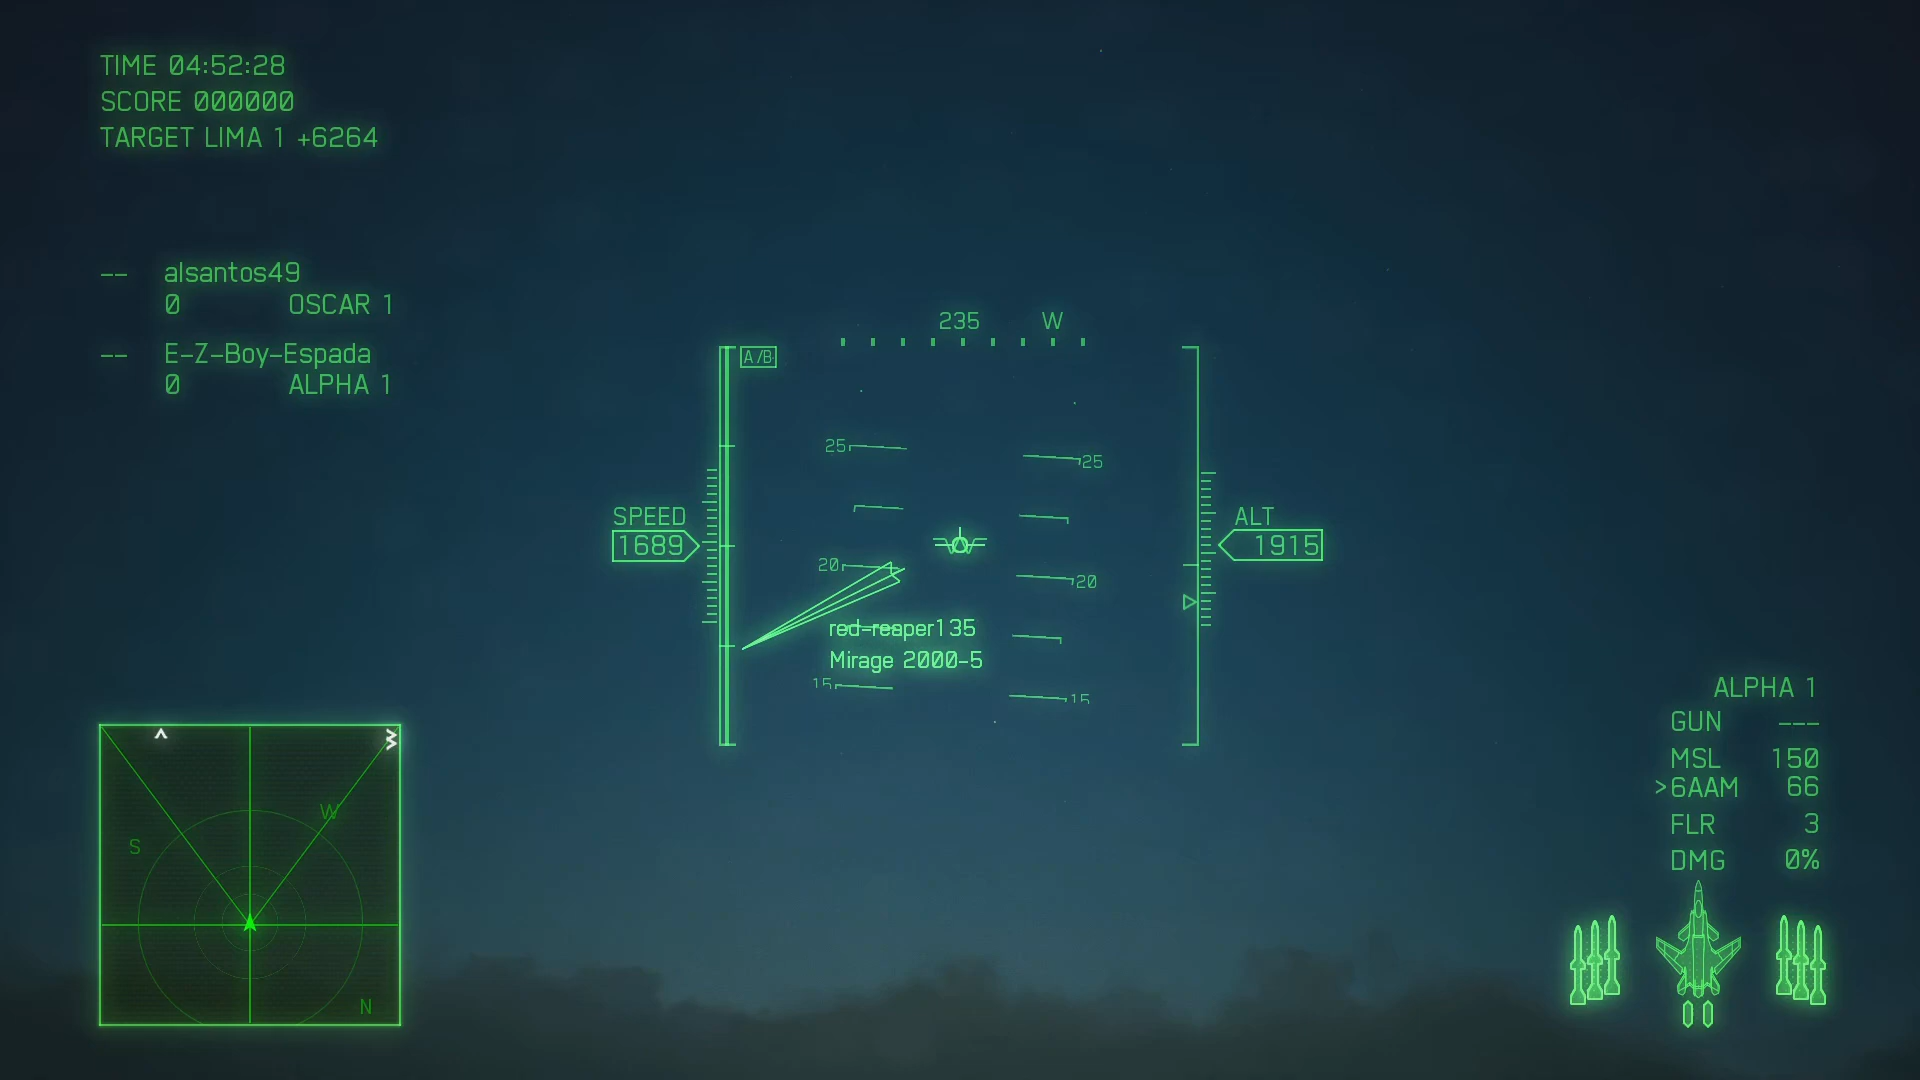 TIME 04:52:28
SCORE 000000
TARGET LIMA 1 +6264
-- alsantos49
0 OSCAR 1
-- E-Z-Boy-Espada
0 ALPHA 1
235 W
A/B
25 25
SPEED
1689
ALT
1915
20 20
red-reaper135
Mirage 2000-5
15 15
ALPHA 1
GUN ---
MSL 150
>6AAM 66
FLR 3
DMG 0%
W
S
N